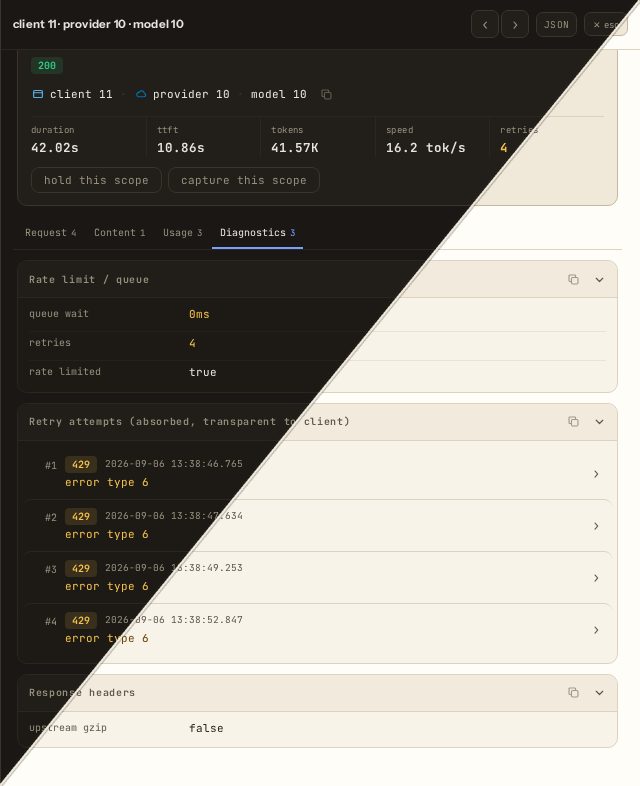 client 11 · provider 10 · model 10
JSON
× esc
200
client 11 · provider 10 · model 10
duration ttft tokens speed retries
42.02s 10.86s 41.57K 16.2 tok/s 4
hold this scope capture this scope
Request 4 Content 1 Usage 3 Diagnostics 3
Rate limit / queue
queue wait 0ms
retries 4
rate limited true
Retry attempts (absorbed, transparent to client)
#1 429 2026-09-06 13:38:46.765
error type 6
#2 429 2026-09-06 13:38:47.634
error type 6
#3 429 2026-09-06 13:38:49.253
error type 6
#4 429 2026-09-06 13:38:52.847
error type 6
Response headers
upstream gzip false